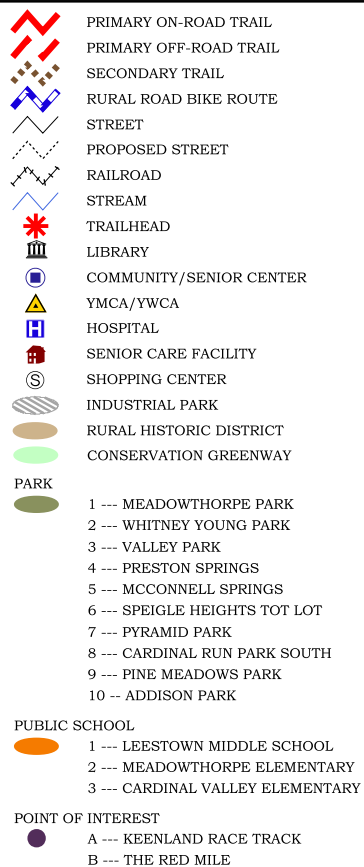 PRIMARY ON-ROAD TRAIL
PRIMARY OFF-ROAD TRAIL
SECONDARY TRAIL
RURAL ROAD BIKE ROUTE
STREET
PROPOSED STREET
RAILROAD
STREAM
TRAILHEAD
LIBRARY
COMMUNITY/SENIOR CENTER
YMCA/YWCA
H HOSPITAL
SENIOR CARE FACILITY
S SHOPPING CENTER
INDUSTRIAL PARK
RURAL HISTORIC DISTRICT
CONSERVATION GREENWAY
PARK
1 --- MEADOWTHORPE PARK
2 --- WHITNEY YOUNG PARK
3 --- VALLEY PARK
4 --- PRESTON SPRINGS
5 --- MCCONNELL SPRINGS
6 --- SPEIGLE HEIGHTS TOT LOT
7 --- PYRAMID PARK
8 --- CARDINAL RUN PARK SOUTH
9 --- PINE MEADOWS PARK
10 -- ADDISON PARK
PUBLIC SCHOOL
1 --- LEESTOWN MIDDLE SCHOOL
2 --- MEADOWTHORPE ELEMENTARY
3 --- CARDINAL VALLEY ELEMENTARY
POINT OF INTEREST
A --- KEENLAND RACE TRACK
B --- THE RED MILE